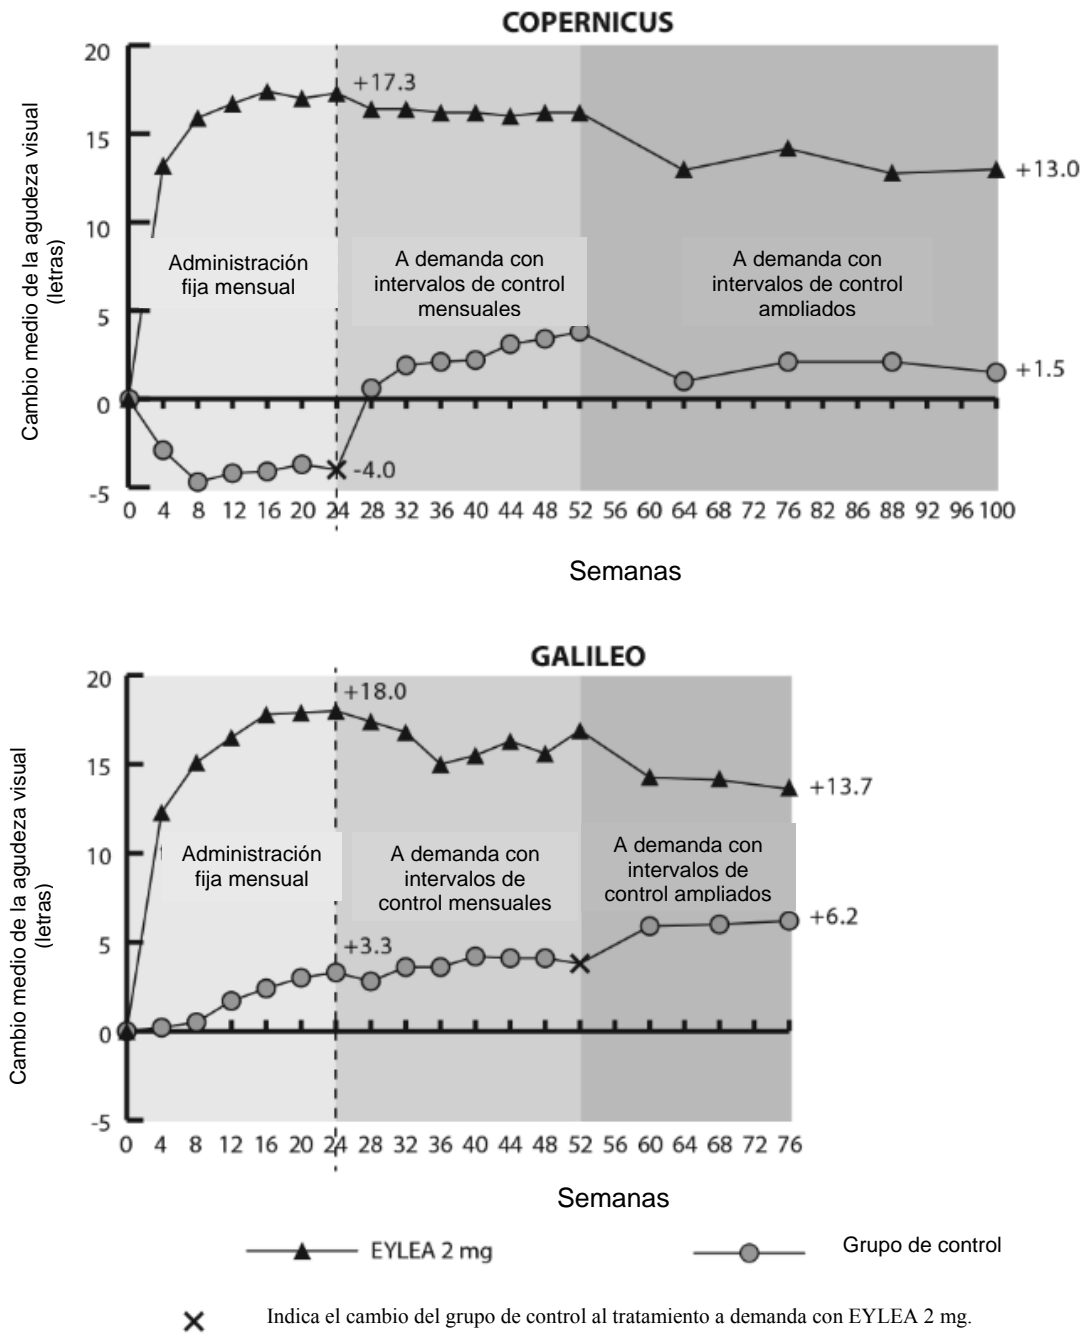 COPERNICUS
Cambio medio de la agudeza visual
(letras)
20
15
10
5
0
-5
+17.3
+13.0
Administración
fija mensual
A demanda con
intervalos de control
mensuales
A demanda con
intervalos de control
ampliados
+1.5
-4.0
0 4 8 12 16 20 24 28 32 36 40 44 48 52 56 60 64 68 72 76 82 86 88 92 96 100
Semanas
GALILEO
Cambio medio de la agudeza visual
(letras)
20
15
10
5
0
-5
+18.0
+13.7
Administración
fija mensual
A demanda con
intervalos de
control mensuales
A demanda con
intervalos de
control ampliados
+3.3
+6.2
0 4 8 12 16 20 24 28 32 36 40 44 48 52 60 64 68 72 76
Semanas
EYLEA 2 mg
Grupo de control
Indica el cambio del grupo de control al tratamiento a demanda con EYLEA 2 mg.